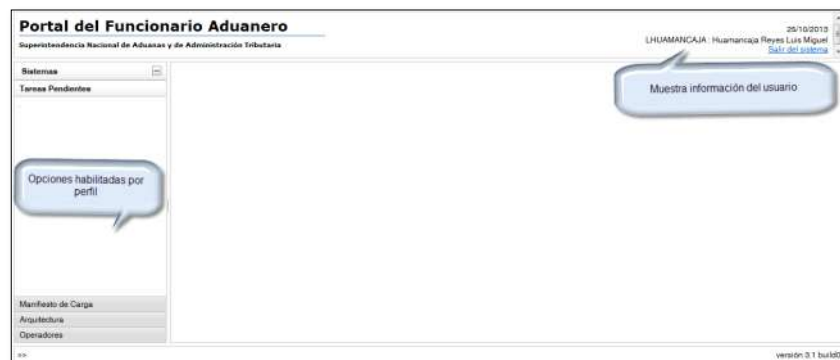 Portal del Funcionario Aduanero
Superintendencia Nacional de Aduanas y de Administración Tributaria
25/10/2013
LHUAMANCAJA : Huamancaja Reyes Luis Miguel
Salir del sistema
Sistemas
Tareas Pendientes
Muestra información del usuario
Opciones habilitadas por
perfil
Manifiesto de Carga
Arquitectura
Operadores
>>
versión 3.1 build